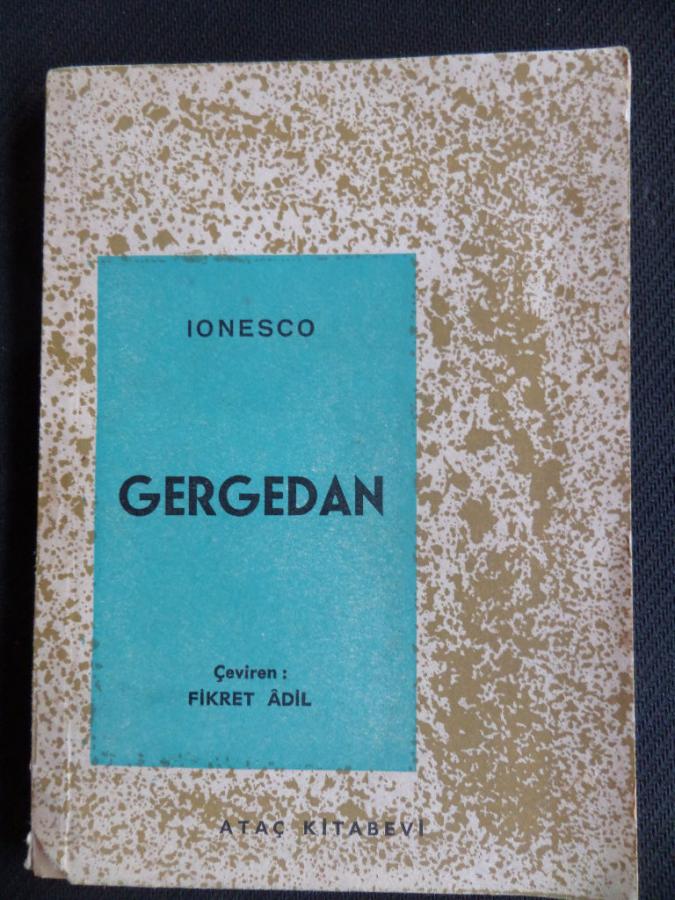 IONESCO
GERGEDAN
Çeviren :
FİKRET ÂDİL
ATAÇ KİTABEVİ